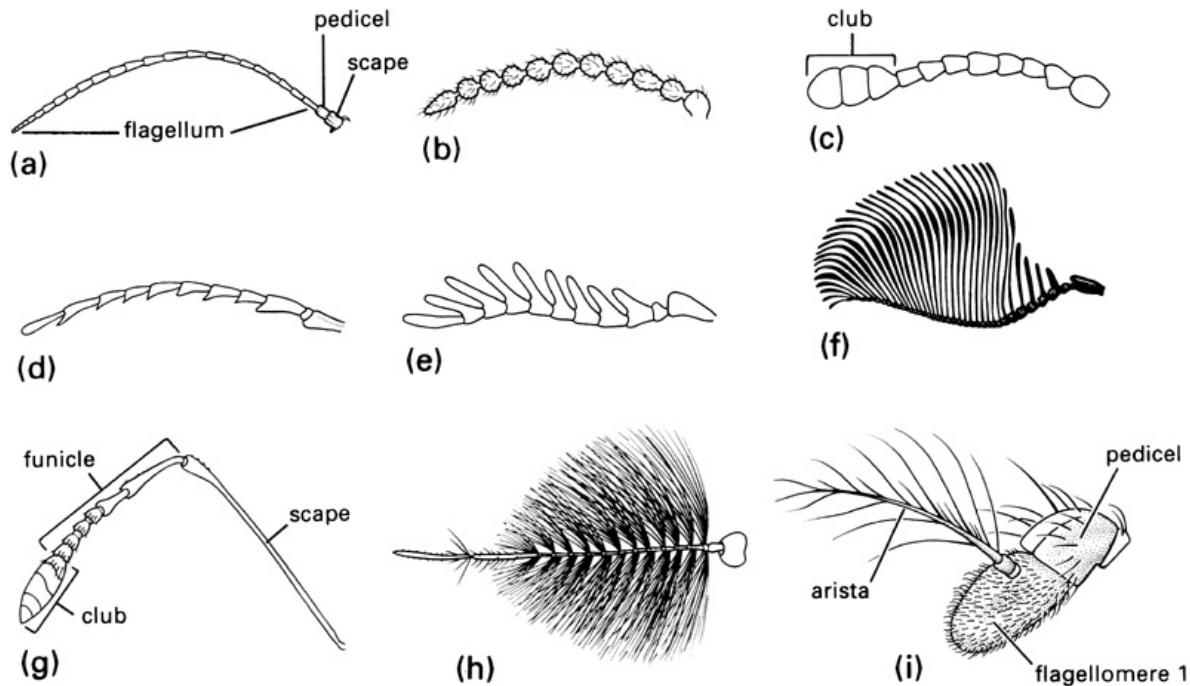 pedicel
scape
flagellum
(a)
(b)
club
(c)
(d)
(e)
(f)
funicle
scape
club
(g)
(h)
pedicel
arista
flagellomere 1
(i)